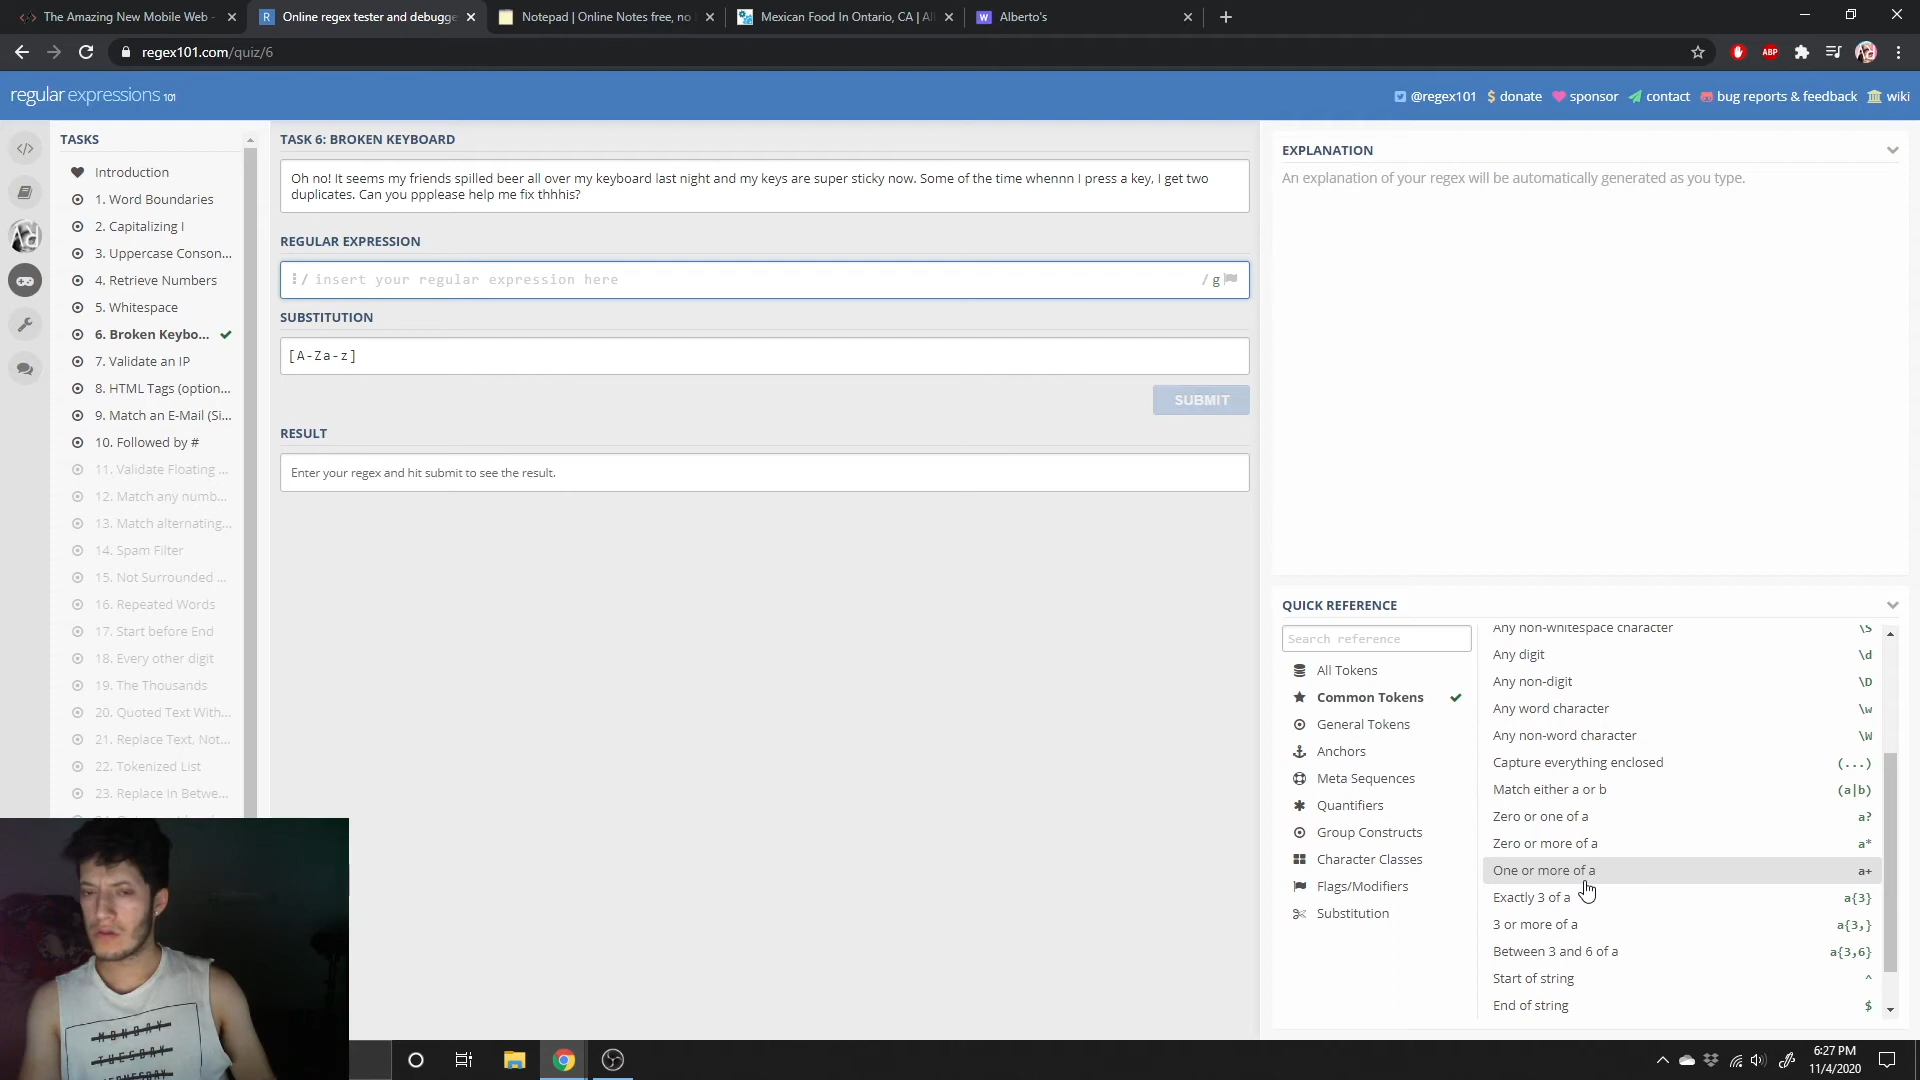 The Amazing New Mobile Web -
Online regex tester and debugge
Notepad | Online Notes free, no
Mexican Food In Ontario, CA | Al
W Alberto's
regex101.com/quiz/6
ABP
regular expressions 101
@regex101
$ donate
sponsor
contact
bug reports & feedback
wiki
TASKS
Introduction
1. Word Boundaries
2. Capitalizing I
3. Uppercase Conson...
4. Retrieve Numbers
5. Whitespace
6. Broken Keybo...
7. Validate an IP
8. HTML Tags (option...
9. Match an E-Mail (Si...
10. Followed by #
11. Validate Floating ...
12. Match any numb...
13. Match alternating...
14. Spam Filter
15. Not Surrounded ...
16. Repeated Words
17. Start before End
18. Every other digit
19. The Thousands
20. Quoted Text With...
21. Replace Text, Not...
22. Tokenized List
23. Replace In Betwe...
TASK 6: BROKEN KEYBOARD
Oh no! It seems my friends spilled beer all over my keyboard last night and my keys are super sticky now. Some of the time whennn I press a key, I get two
duplicates. Can you ppplease help me fix thhhis?
REGULAR EXPRESSION
/ insert your regular expression here / g
SUBSTITUTION
[A-Za-z]
SUBMIT
RESULT
Enter your regex and hit submit to see the result.
EXPLANATION
An explanation of your regex will be automatically generated as you type.
QUICK REFERENCE
Search reference
All Tokens
Common Tokens
General Tokens
Anchors
Meta Sequences
Quantifiers
Group Constructs
Character Classes
Flags/Modifiers
Substitution
Any non-whitespace character \S
Any digit \d
Any non-digit \D
Any word character \w
Any non-word character \W
Capture everything enclosed (...)
Match either a or b (a|b)
Zero or one of a a?
Zero or more of a a*
One or more of a a+
Exactly 3 of a a{3}
3 or more of a a{3,}
Between 3 and 6 of a a{3,6}
Start of string ^
End of string $
MONDAY
TUESDAY
WEDNESDAY
6:27 PM
11/4/2020